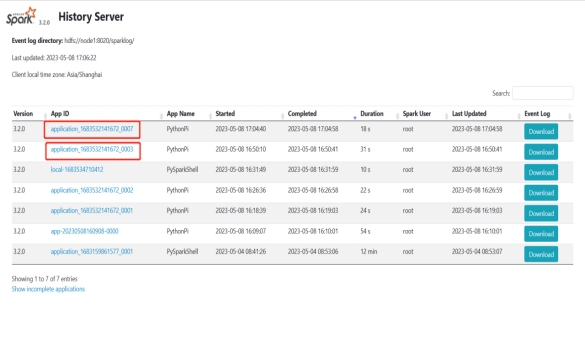 APACHE Spark 3.2.0 History Server
Event log directory: hdfs://node1:8020/sparklog/
Last updated: 2023-05-08 17:06:22
Client local time zone: Asia/Shanghai
Search:
Version App ID App Name Started Completed Duration Spark User Last Updated Event Log
3.2.0 application_1683532141672_0007 PythonPi 2023-05-08 17:04:40 2023-05-08 17:04:58 18 s root 2023-05-08 17:04:58 Download
3.2.0 application_1683532141672_0003 PythonPi 2023-05-08 16:50:10 2023-05-08 16:50:41 31 s root 2023-05-08 16:50:41 Download
3.2.0 local-1683534710412 PySparkShell 2023-05-08 16:31:49 2023-05-08 16:31:59 10 s root 2023-05-08 16:31:59 Download
3.2.0 application_1683532141672_0002 PythonPi 2023-05-08 16:26:36 2023-05-08 16:26:58 22 s root 2023-05-08 16:26:59 Download
3.2.0 application_1683532141672_0001 PythonPi 2023-05-08 16:18:39 2023-05-08 16:19:03 24 s root 2023-05-08 16:19:03 Download
3.2.0 app-20230508160908-0000 PythonPi 2023-05-08 16:09:07 2023-05-08 16:10:01 54 s root 2023-05-08 16:10:01 Download
3.2.0 application_1683159861577_0001 PySparkShell 2023-05-04 08:41:26 2023-05-04 08:53:06 12 min root 2023-05-04 08:53:07 Download
Showing 1 to 7 of 7 entries
Show incomplete applications